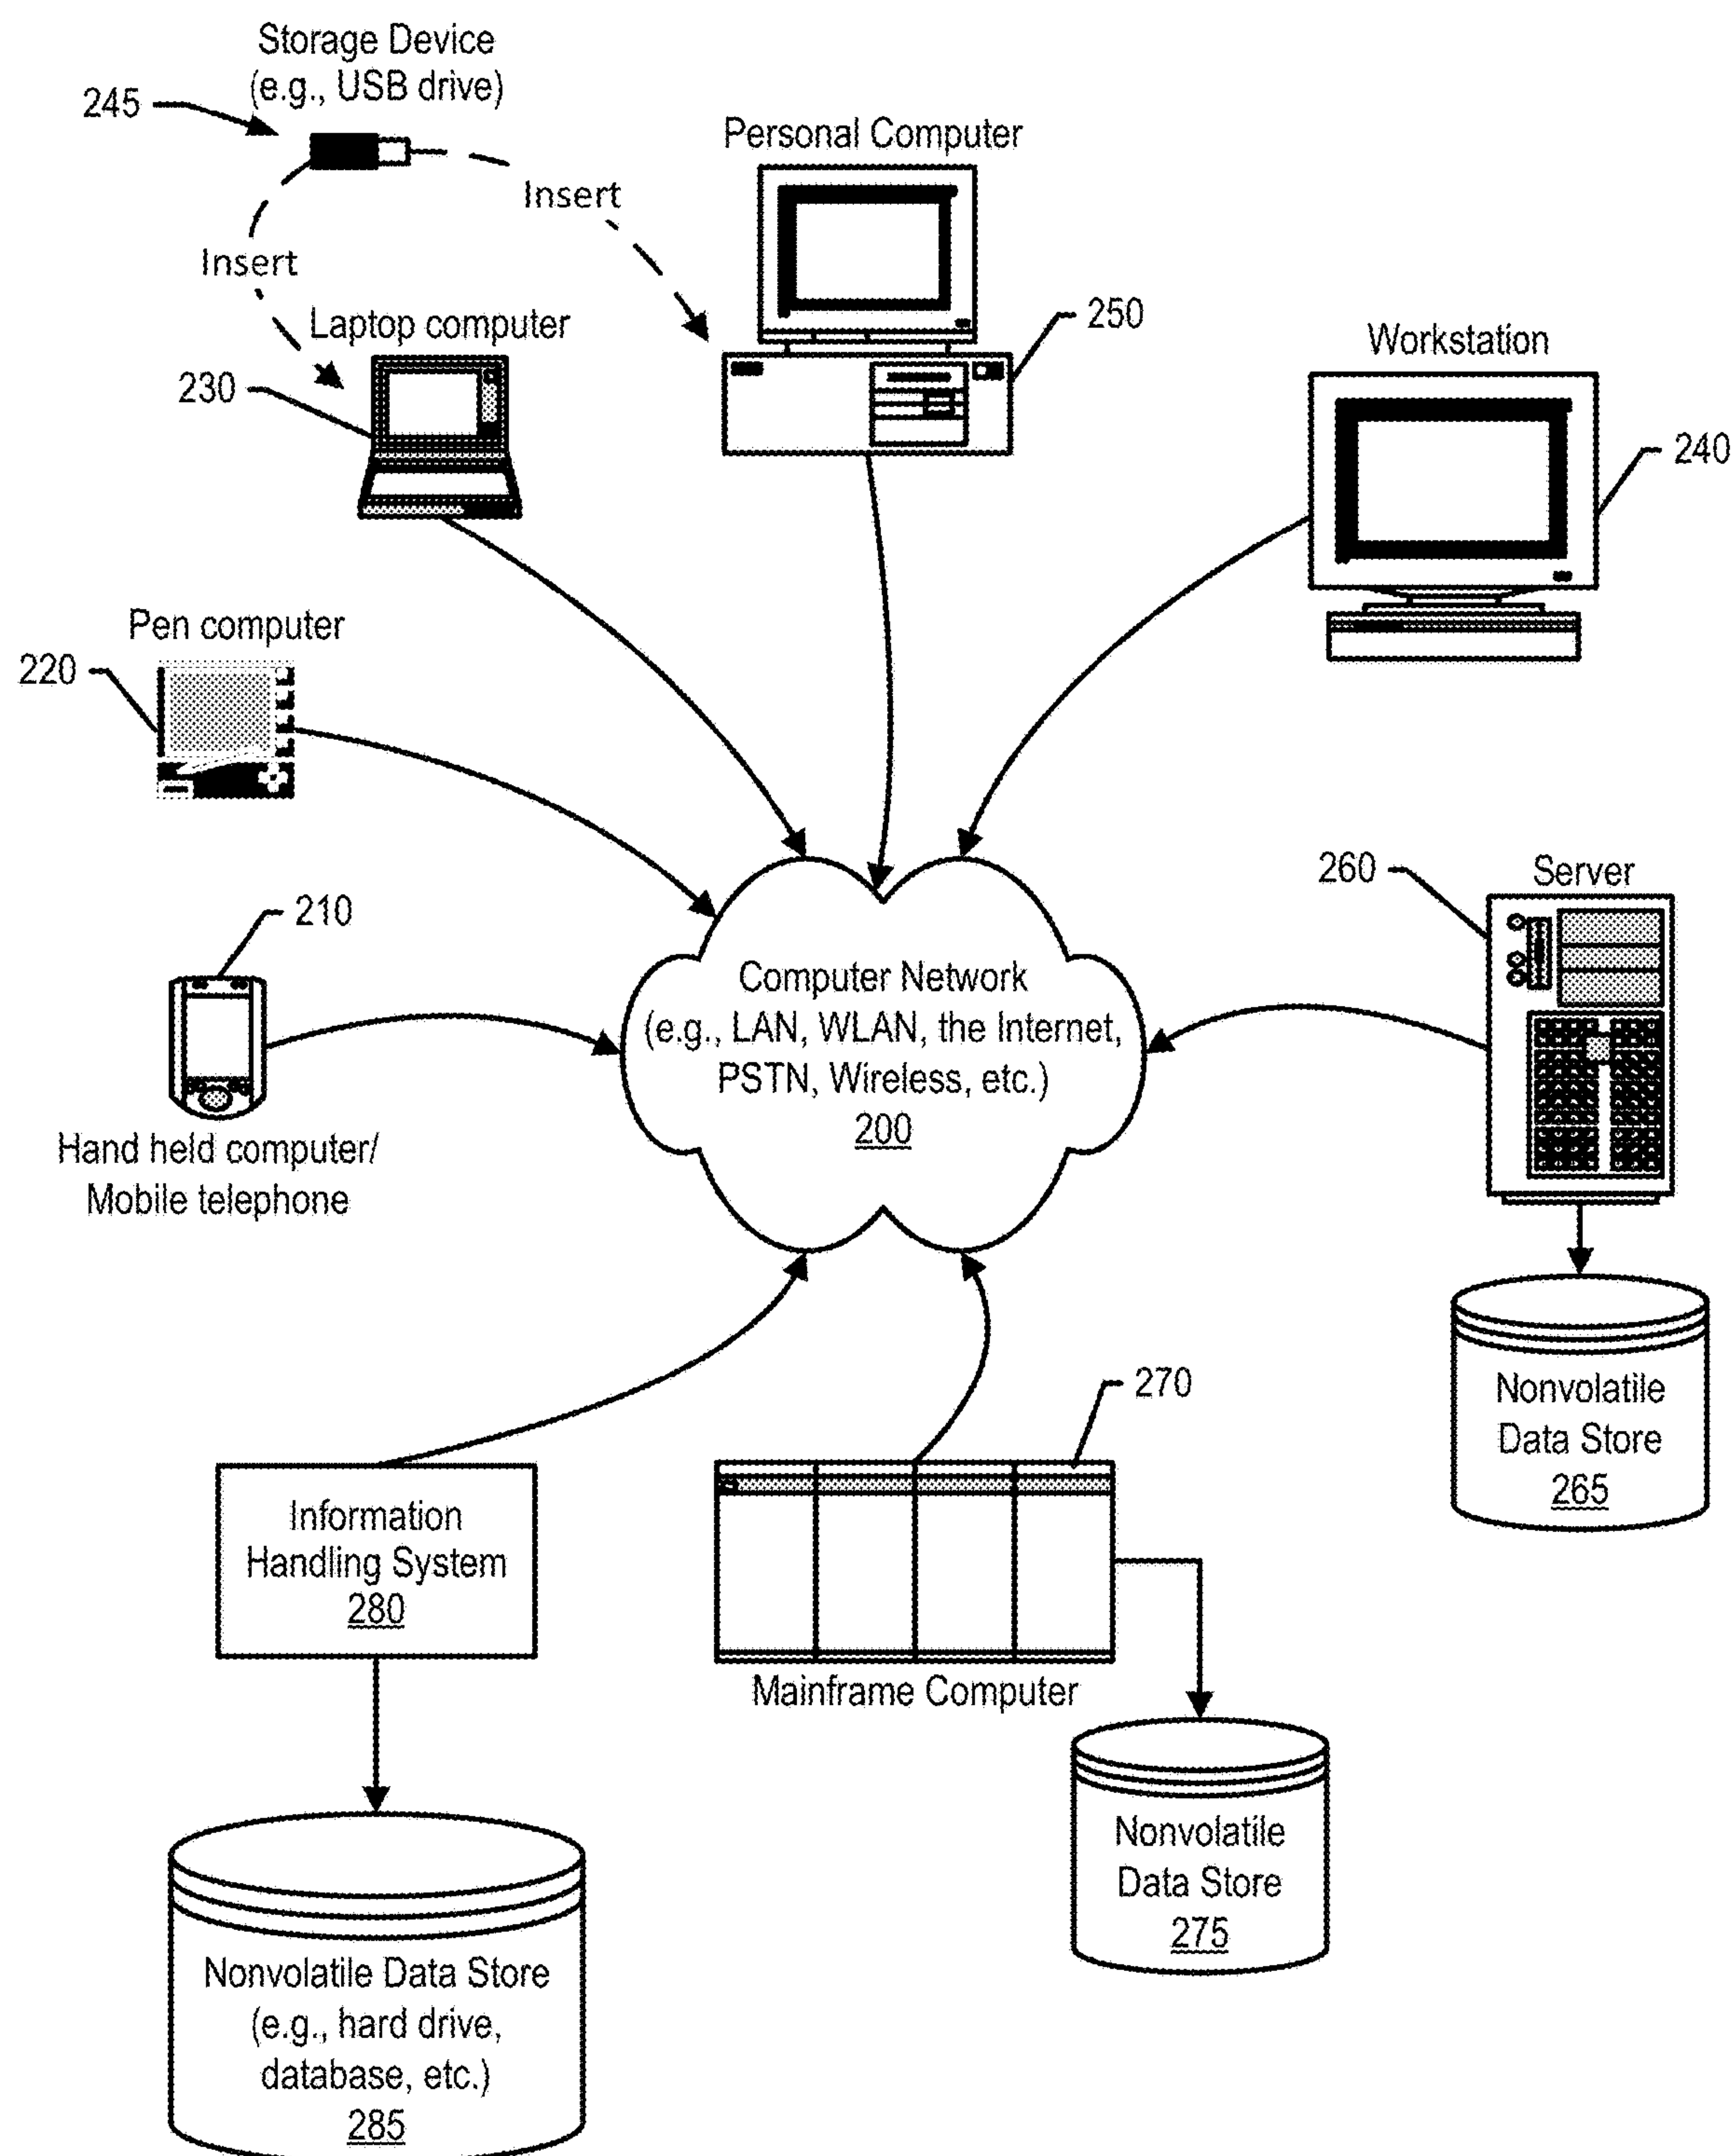 Storage Device
(e.g., USB drive)
245
Personal Computer
Insert
Insert
Laptop computer
250
Workstation
230
240
Pen computer
220
260
Server
210
Computer Network
(e.g., LAN, WLAN, the Internet,
PSTN, Wireless, etc.)
200
Hand held computer/
Mobile telephone
270
Nonvolatile
Data Store
265
Information
Handling System
280
Mainframe Computer
Nonvolatile
Data Store
275
Nonvolatile Data Store
(e.g., hard drive,
database, etc.)
285